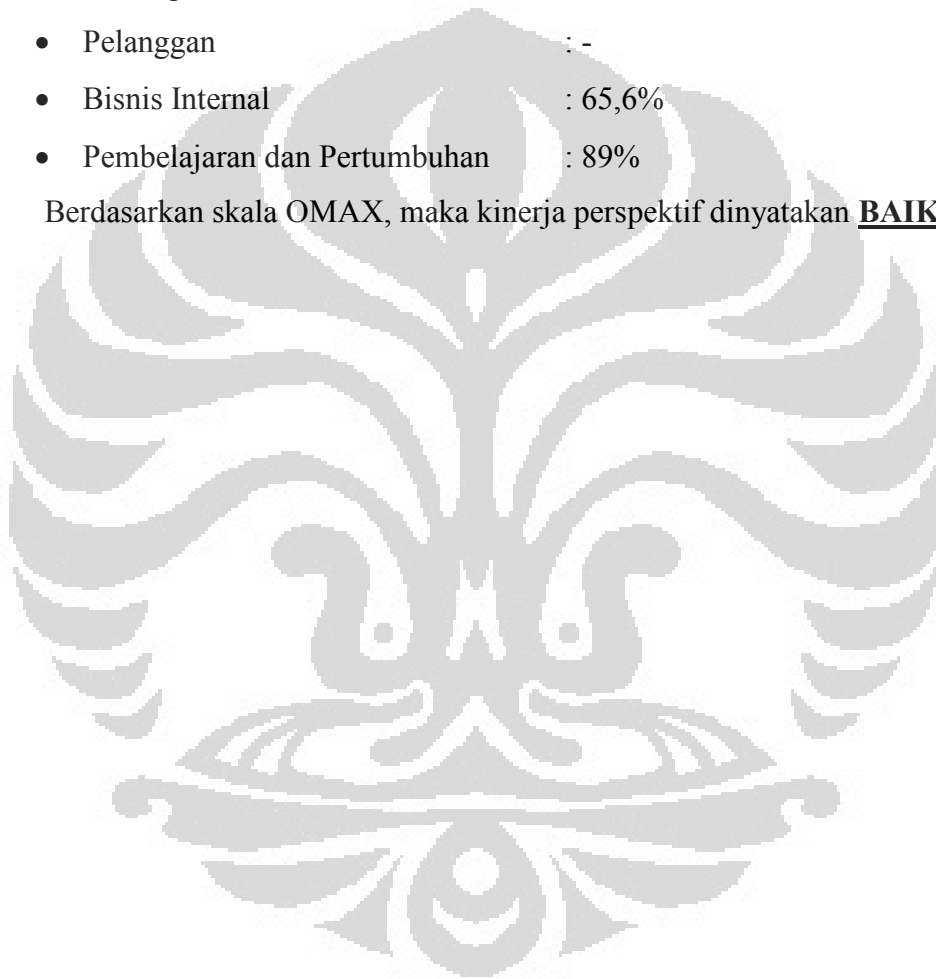 • Pelanggan : -
• Bisnis Internal : 65,6%
• Pembelajaran dan Pertumbuhan : 89%
Berdasarkan skala OMAX, maka kinerja perspektif dinyatakan BAIK